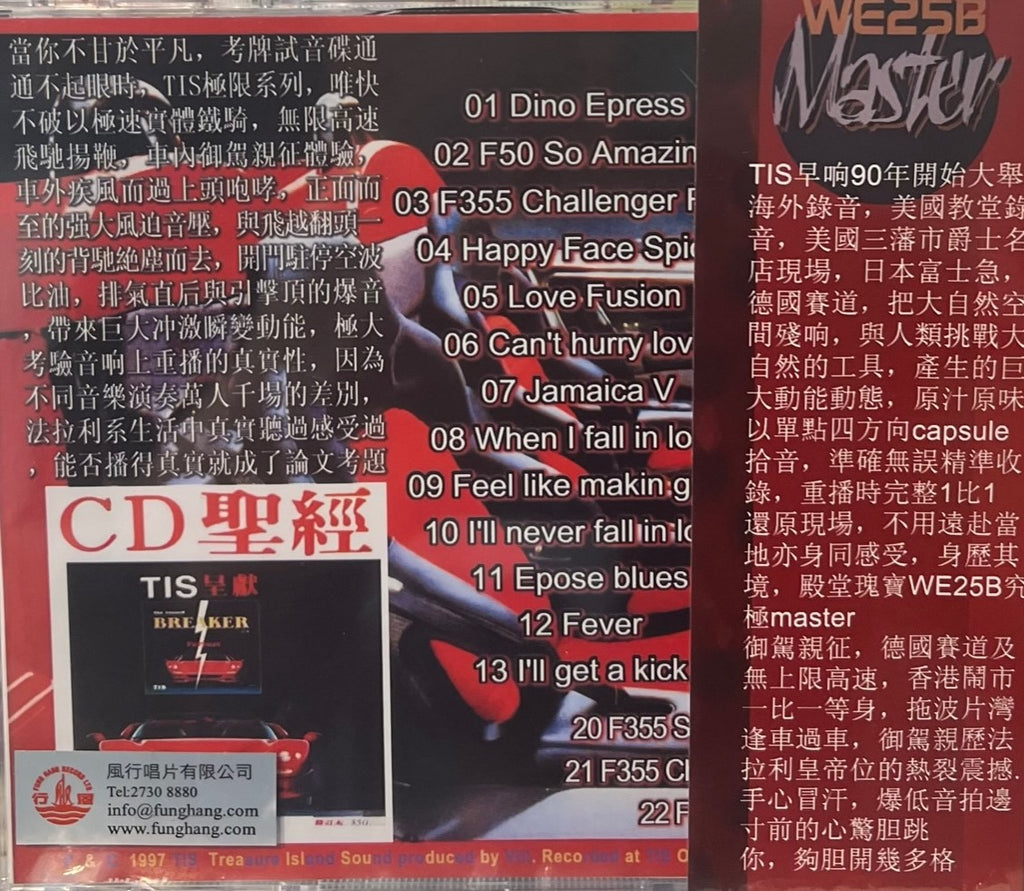 當你不甘於平凡，考牌試音碟通
通不起眼時，TIS極限系列，唯快
不破以極速實體鐵騎，無限高速
飛馳揚鞭，車內御駕親征體驗，
車外疾風而過上頭咆哮，正面而
至的强大風迫音壓，與飛越翻頭一
刻的背馳絶塵而去，開門駐停空波
比油，排氣直后與引擊頂的爆音
，帶來巨大冲激瞬變動能，極大
考驗音响上重播的真實性，因為
不同音樂演奏萬人千場的差別，
法拉利系生活中真實聽過感受過
，能否播得真實就成了論文考題
CD聖經
TIS呈獻
BREAKER
TIS
風行唱片有限公司
Tel:2730 8880
info@funghang.com
www.funghang.com
FUNG HANG RECORD LTD
風行
01 Dino Epress
02 F50 So Amazin
03 F355 Challenger
04 Happy Face Spi
05 Love Fusion
06 Can't hurry lov
07 Jamaica V
08 When I fall in lo
09 Feel like makin g
10 I'll never fall in lo
11 Epose blues
12 Fever
13 I'll get a kick
20 F355 S
21 F355 Cl
22 F
& 1997 TIS Treasure Island Sound produced by Vol. Recorded at TIS
WE25B
Master
TIS早响90年開始大舉
海外錄音，美國教堂錄
音，美國三藩市爵士名
店現場，日本富士急，
德國賽道，把大自然空
間殘响，與人類挑戰大
自然的工具，產生的巨
大動能動態，原汁原味
以單點四方向capsule
拾音，準確無誤精準收
錄，重播時完整1比1
還原現場，不用遠赴當
地亦身同感受，身歷其
境，殿堂瑰寶WE25B究
極master
御駕親征，德國賽道及
無上限高速，香港鬧市
一比一等身，拖波片灣
逢車過車，御駕親歷法
拉利皇帝位的熱裂震撼.
手心冒汗，爆低音拍邊
寸前的心驚胆跳
你，夠胆開幾多格